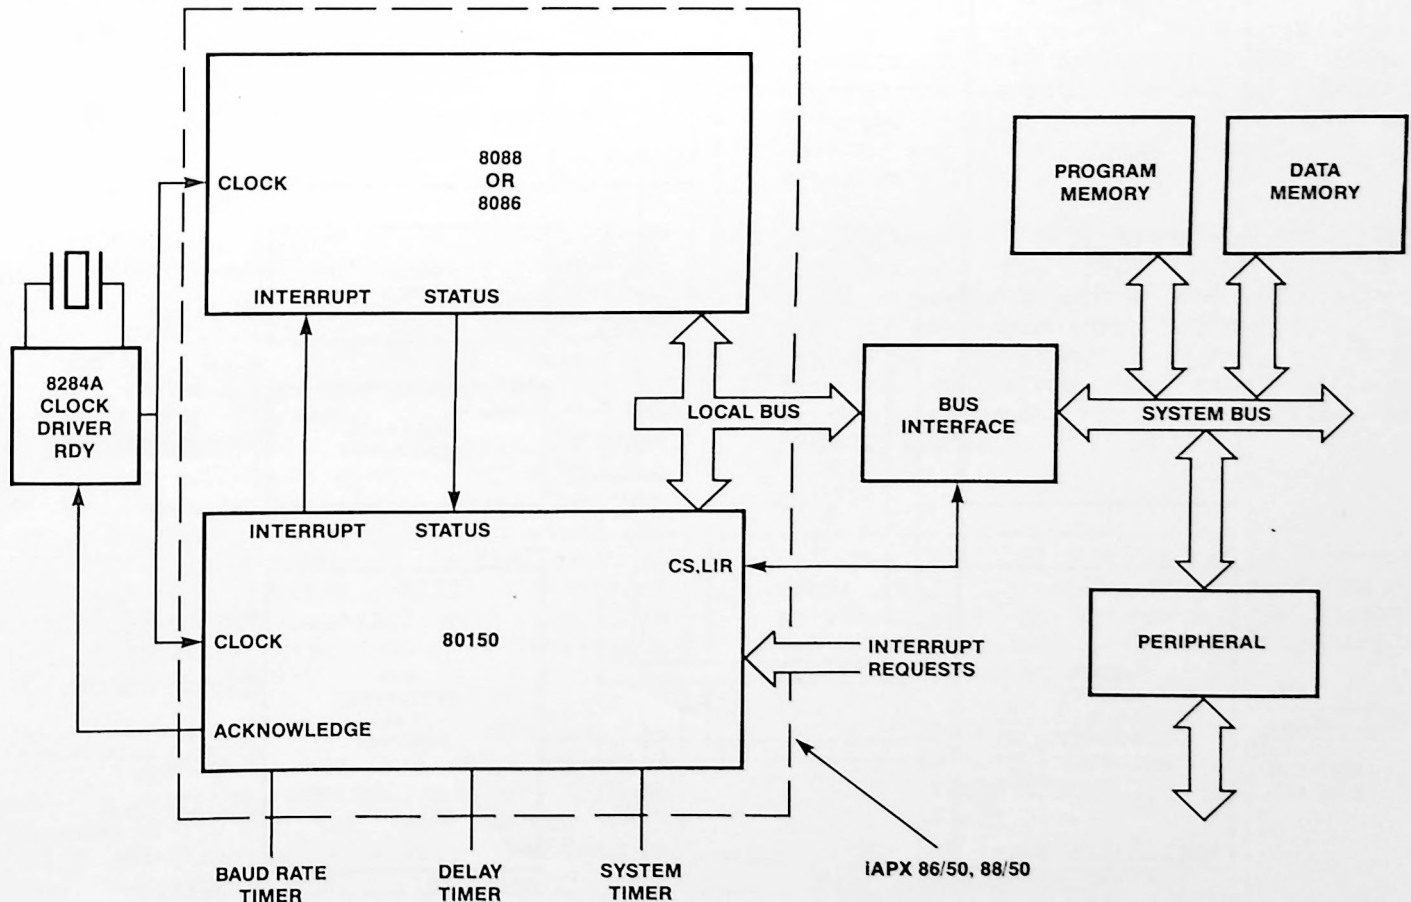 8088
OR
8086
CLOCK
INTERRUPT
STATUS
PROGRAM
MEMORY
DATA
MEMORY
8284A
CLOCK
DRIVER
RDY
LOCAL BUS
BUS
INTERFACE
SYSTEM BUS
INTERRUPT
STATUS
CS,LIR
CLOCK
80150
INTERRUPT
REQUESTS
PERIPHERAL
ACKNOWLEDGE
BAUD RATE
TIMER
DELAY
TIMER
SYSTEM
TIMER
iAPX 86/50, 88/50